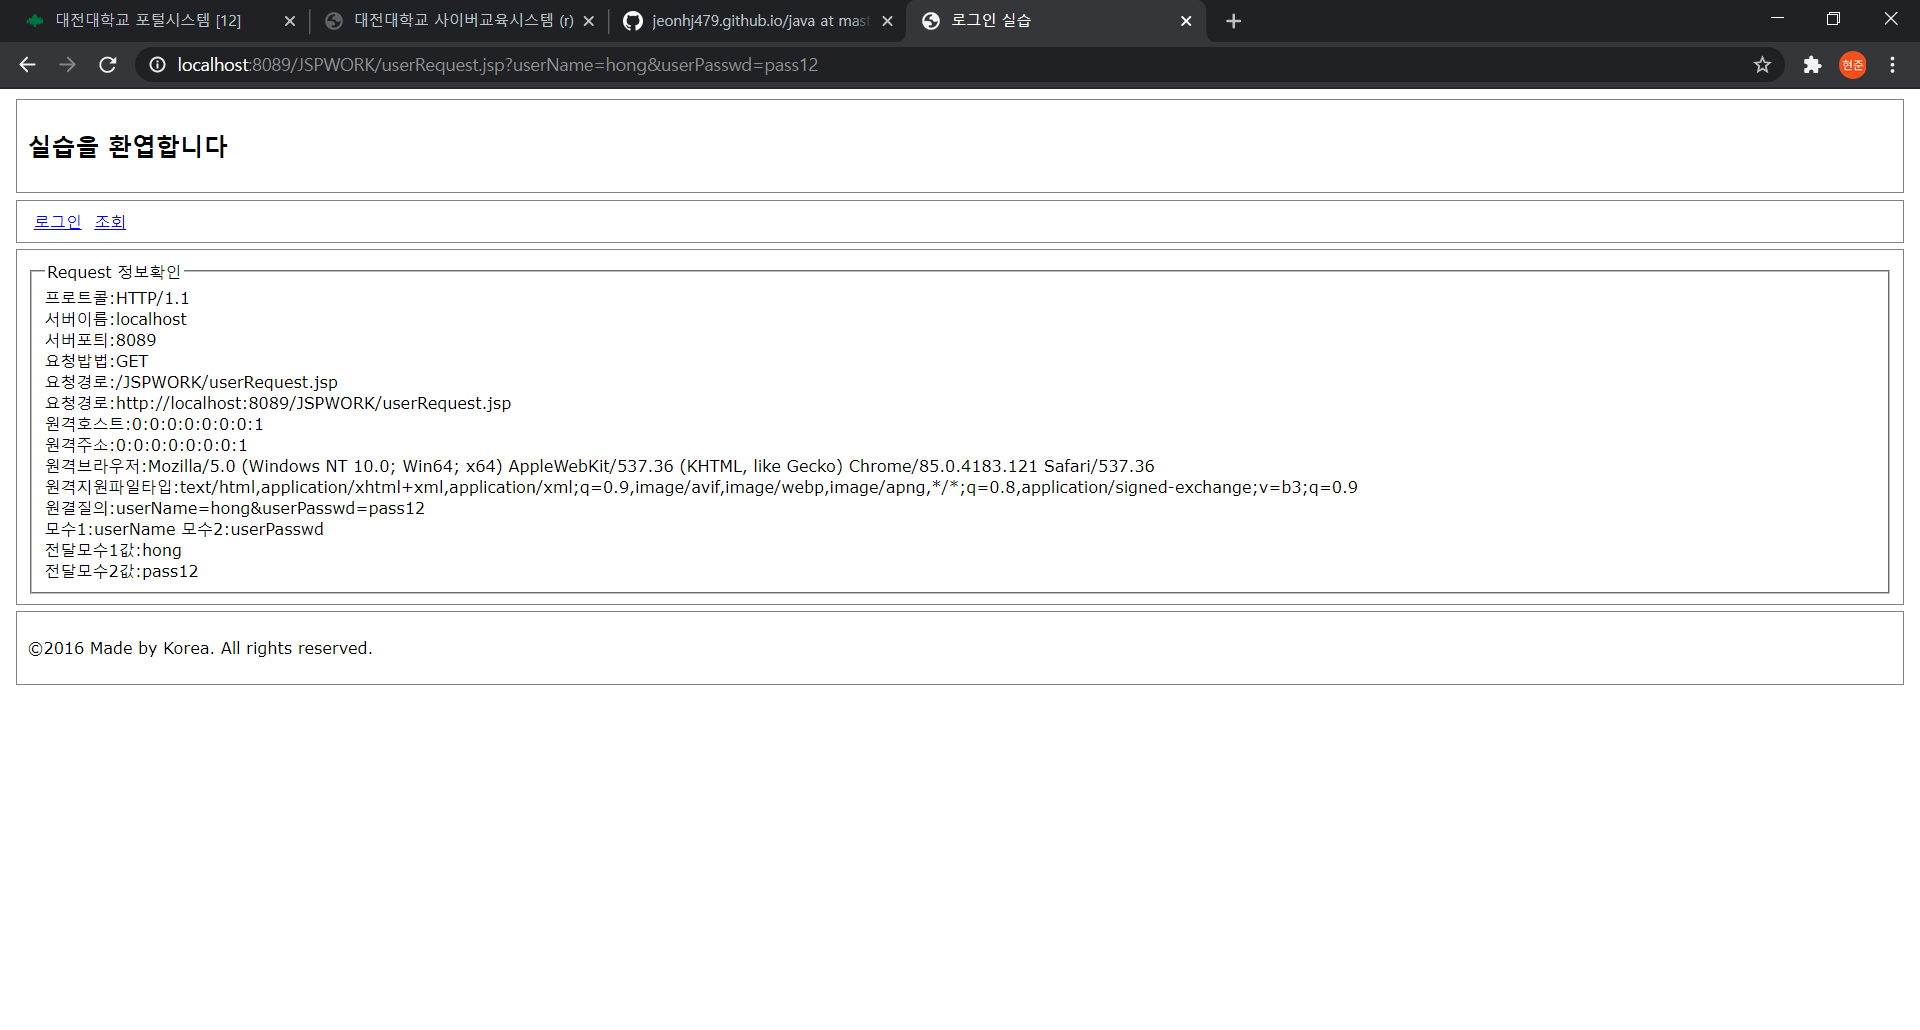 대전대학교 포털시스템 [12]
대전대학교 사이버교육시스템 (r)
jeonhj479.github.io/java at mast
로그인 실습
localhost:8089/JSPWORK/userRequest.jsp?userName=hong&userPasswd=pass12
현준
실습을 환엽합니다
로그인 조회
Request 정보확인
프로트콜:HTTP/1.1
서버이름:localhost
서버포틔:8089
요청밥법:GET
요청경로:/JSPWORK/userRequest.jsp
요청경로:http://localhost:8089/JSPWORK/userRequest.jsp
원격호스트:0:0:0:0:0:0:0:1
원격주소:0:0:0:0:0:0:0:1
원격브라우저:Mozilla/5.0 (Windows NT 10.0; Win64; x64) AppleWebKit/537.36 (KHTML, like Gecko) Chrome/85.0.4183.121 Safari/537.36
원격지원파일타입:text/html,application/xhtml+xml,application/xml;q=0.9,image/avif,image/webp,image/apng,*/*;q=0.8,application/signed-exchange;v=b3;q=0.9
원결질의:userName=hong&userPasswd=pass12
모수1:userName 모수2:userPasswd
전달모수1값:hong
전달모수2값:pass12
©2016 Made by Korea. All rights reserved.